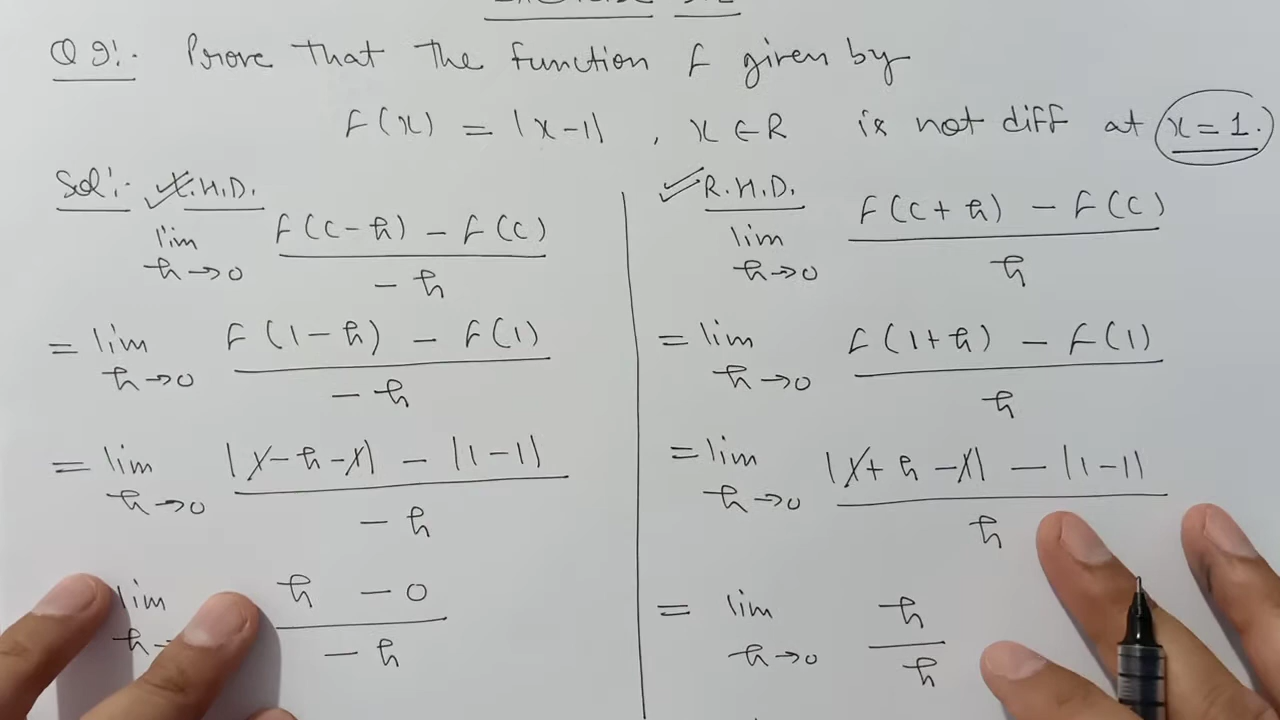 Q 9:- Prove that the function f given by
f(x) = |x-1| , x ∈ R is not diff at x = 1.
Sol:- L.H.D.
lim h→0 f(c-h) - f(c) / -h
= lim h→0 f(1-h) - f(1) / -h
= lim h→0 |1-h-1| - |1-1| / -h
lim h - 0 / -h
R.H.D.
lim h→0 f(c+h) - f(c) / h
= lim h→0 f(1+h) - f(1) / h
= lim h→0 |1+h-1| - |1-1| / h
= lim h→0 h / h